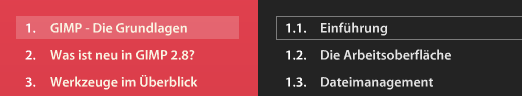 1. GIMP - Die Grundlagen
2. Was ist neu in GIMP 2.8?
3. Werkzeuge im Überblick
1.1. Einführung
1.2. Die Arbeitsoberfläche
1.3. Dateimanagement